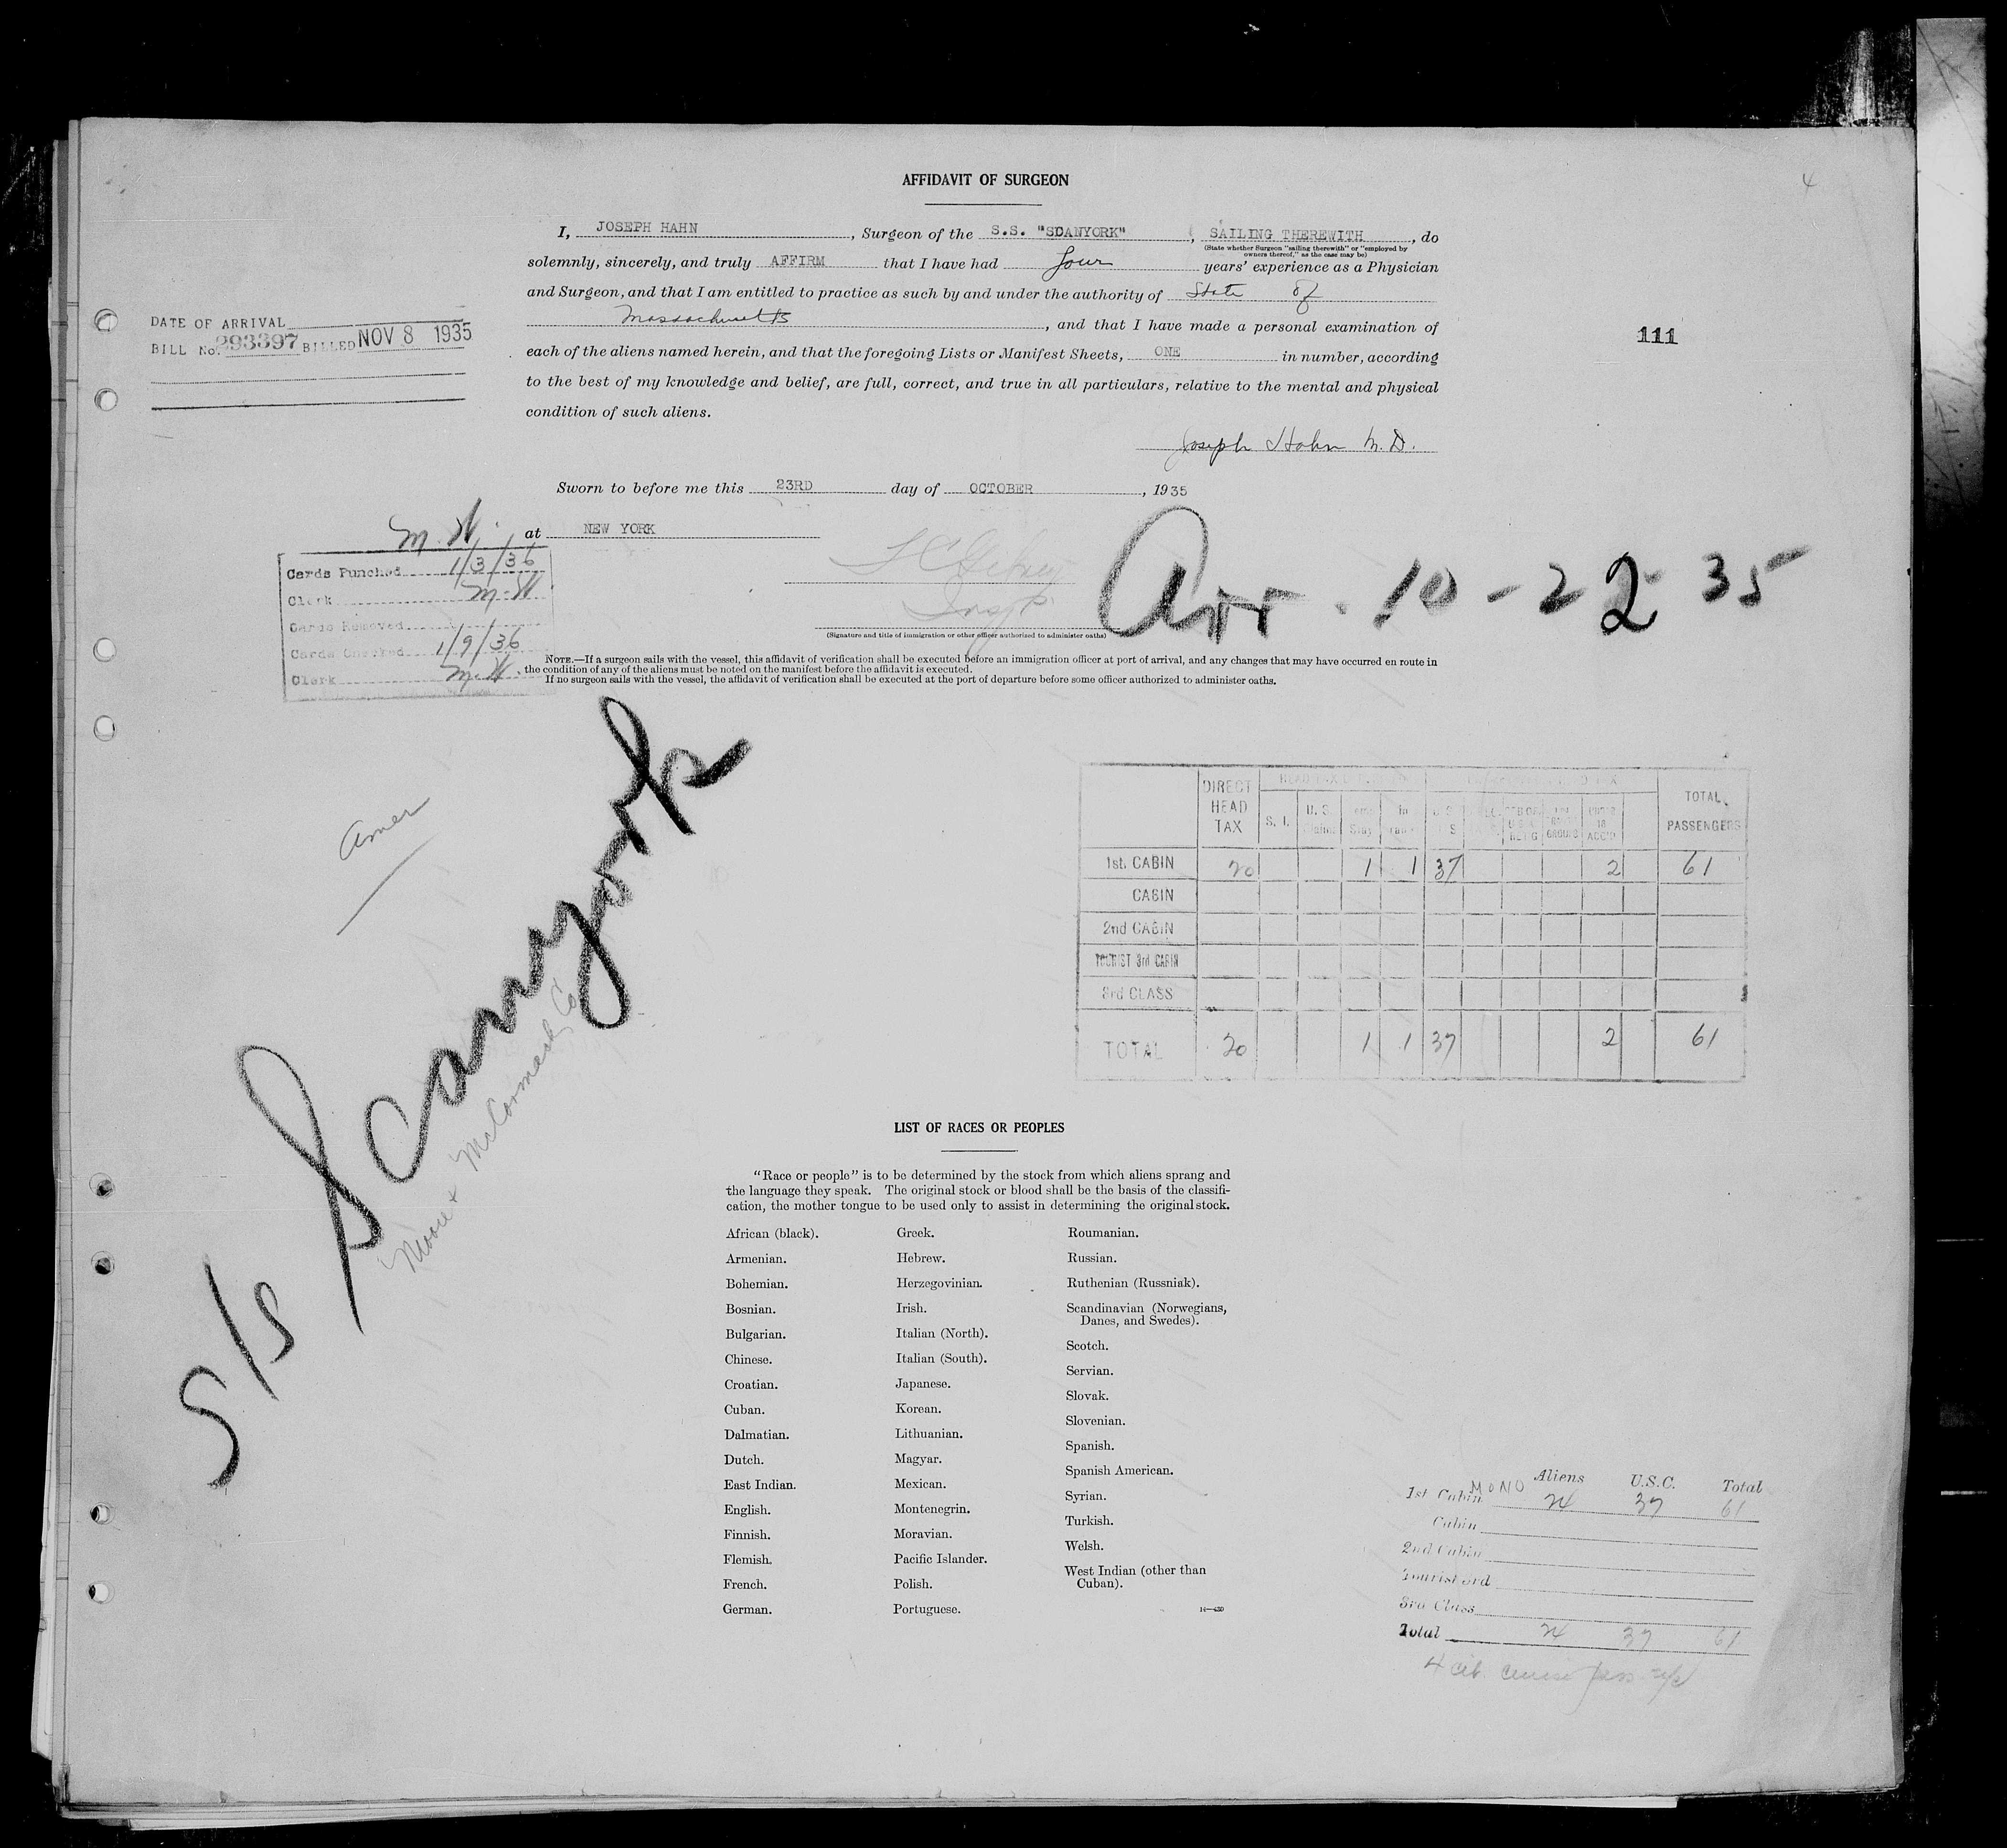 4
AFFIDAVIT OF SURGEON
I, JOSEPH HAHN, Surgeon of the S.S. "SCANYORK", SAILING THEREWITH, do
(State whether Surgeon "sailing therewith" or "employed by
owners thereof," as the case may be)
solemnly, sincerely, and truly AFFIRM that I have had four years' experience as a Physician
and Surgeon, and that I am entitled to practice as such by and under the authority of State of
Massachusetts, and that I have made a personal examination of
each of the aliens named herein, and that the foregoing Lists or Manifest Sheets, ONE in number, according
to the best of my knowledge and belief, are full, correct, and true in all particulars, relative to the mental and physical
condition of such aliens.
DATE OF ARRIVAL
BILL No. 293397 BILLED NOV 8 1935
111
Joseph Hahn M.D.
Sworn to before me this 23RD day of OCTOBER, 1935
at NEW YORK
Insp.
(Signature and title of immigration or other officer authorized to administer oaths)
Arr. 10-22 35
M.W.
Cards Punched 1/3/36
Clerk M.W.
Cards Removed
Cards Checked 1/9/36
Clerk M.W.
NOTE.—If a surgeon sails with the vessel, this affidavit of verification shall be executed before an immigration officer at port of arrival, and any changes that may have occurred en route in
the condition of any of the aliens must be noted on the manifest before the affidavit is executed.
If no surgeon sails with the vessel, the affidavit of verification shall be executed at the port of departure before some officer authorized to administer oaths.
Amer
S/S Scanyork
Moore & McCormack Co
DIRECT HEAD TAX S. I. U. S. TOTAL PASSENGERS
1st. CABIN 20 1 1 37 2 61
CABIN
2nd CABIN
TOURIST 3rd CABIN
3rd CLASS
TOTAL 20 1 1 37 2 61
LIST OF RACES OR PEOPLES
"Race or people" is to be determined by the stock from which aliens sprang and
the language they speak. The original stock or blood shall be the basis of the classifi-
cation, the mother tongue to be used only to assist in determining the original stock.
African (black).
Armenian.
Bohemian.
Bosnian.
Bulgarian.
Chinese.
Croatian.
Cuban.
Dalmatian.
Dutch.
East Indian.
English.
Finnish.
Flemish.
French.
German.
Greek.
Hebrew.
Herzegovinian.
Irish.
Italian (North).
Italian (South).
Japanese.
Korean.
Lithuanian.
Magyar.
Mexican.
Montenegrin.
Moravian.
Pacific Islander.
Polish.
Portuguese.
Roumanian.
Russian.
Ruthenian (Russniak).
Scandinavian (Norwegians,
Danes, and Swedes).
Scotch.
Servian.
Slovak.
Slovenian.
Spanish.
Spanish American.
Syrian.
Turkish.
Welsh.
West Indian (other than
Cuban).
Aliens U.S.C. Total
1st Cabin MONO 24 37 61
Cabin
2nd Cabin
Tourist 3rd
3rd Class
Total 24 37 61
4 cit. cruise pass.